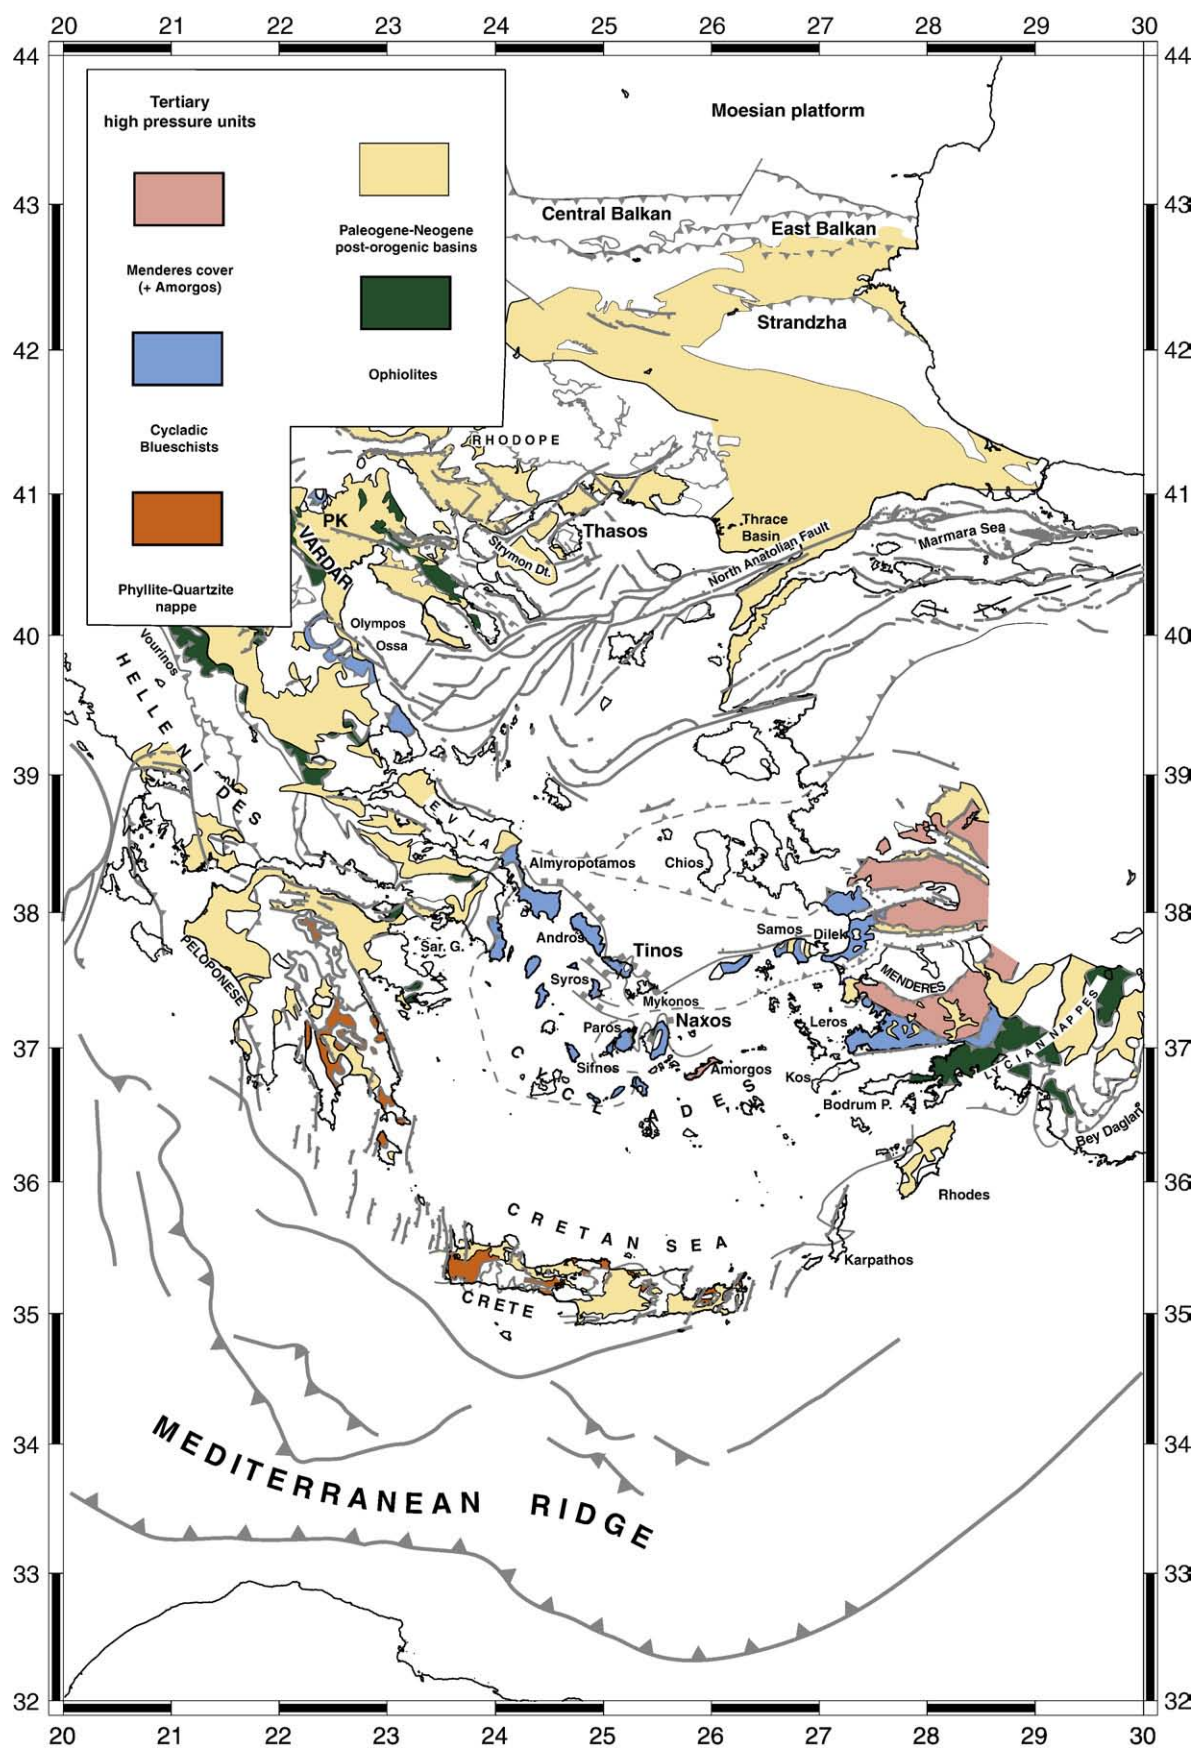 20 21 22 23 24 25 26 27 28 29 30
44 44
Moesian platform
Tertiary
high pressure units
Menderes cover
(+ Amorgos)
Cycladic
Blueschists
Phyllite-Quartzite
nappe
Paleogene-Neogene
post-orogenic basins
Ophiolites
43 43
Central Balkan
East Balkan
Strandzha
42 42
RHODOPE
41 41
PK
VARDAR
Thasos
Strymon Dt.
Thrace
Basin
North Anatolian Fault
Marmara Sea
40 40
Vourinos
Olympos
Ossa
HELLENIDES
39 39
EVIA
Almyropotamos
Chios
38 38
PELOPONESE
Sar. G.
Andros
Tinos
Samos
Dilek
MENDERES
Syros
Mykonos
Paros
Naxos
Leros
37 37
Sifnos
Amorgos
Kos
LYCIAN NAPPES
CYCLADES
Bodrum P.
Bey Daglari
36 36
Rhodes
CRETAN SEA
Karpathos
CRETE
35 35
34 34
MEDITERRANEAN RIDGE
33 33
32 32
20 21 22 23 24 25 26 27 28 29 30